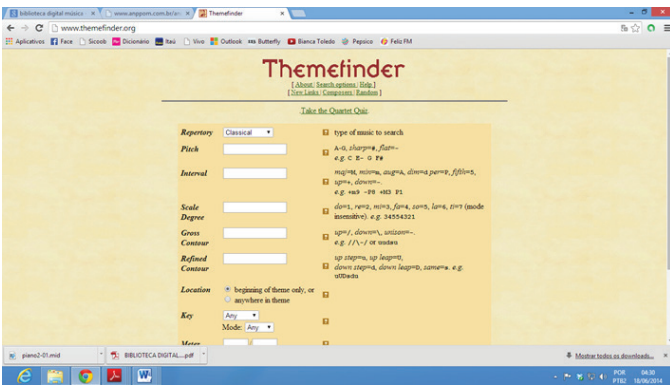 biblioteca digital músico
www.anppom.com.br/
Themefinder
www.themefinder.org
Aplicativos Face Sicoob Dicionário Itaú Vivo Outlook Butterfly Bianca Toledo Pepsico Feliz FM
Themefinder
[ About | Search options | Help ]
[ New Links | Composers | Random ]
Take the Quartet Quiz.
Repertory Classical type of music to search
Pitch A-G, sharp=#, flat=-
e.g. C E- G F#
Interval maj=M, min=m, aug=A, dim=d per=P, fifth=5,
up=+, down=-.
e.g. +m9 -P8 +M3 P1
Scale Degree do=1, re=2, mi=3, fa=4, so=5, la=6, ti=7 (mode
insensitive). e.g. 34554321
Gross Contour up=/, down=\, unison=-.
e.g. //\-/ or uudsu
Refined Contour up step=u, up leap=U,
down step=d, down leap=D, same=s. e.g.
uUDsdu
Location beginning of theme only, or
anywhere in theme
Key Any
Mode: Any
Meter
piano2-01.mid BIBLIOTECA DIGITAL....pdf Mostrar todos os downloads...
POR 04:30
PTB2 18/06/2014